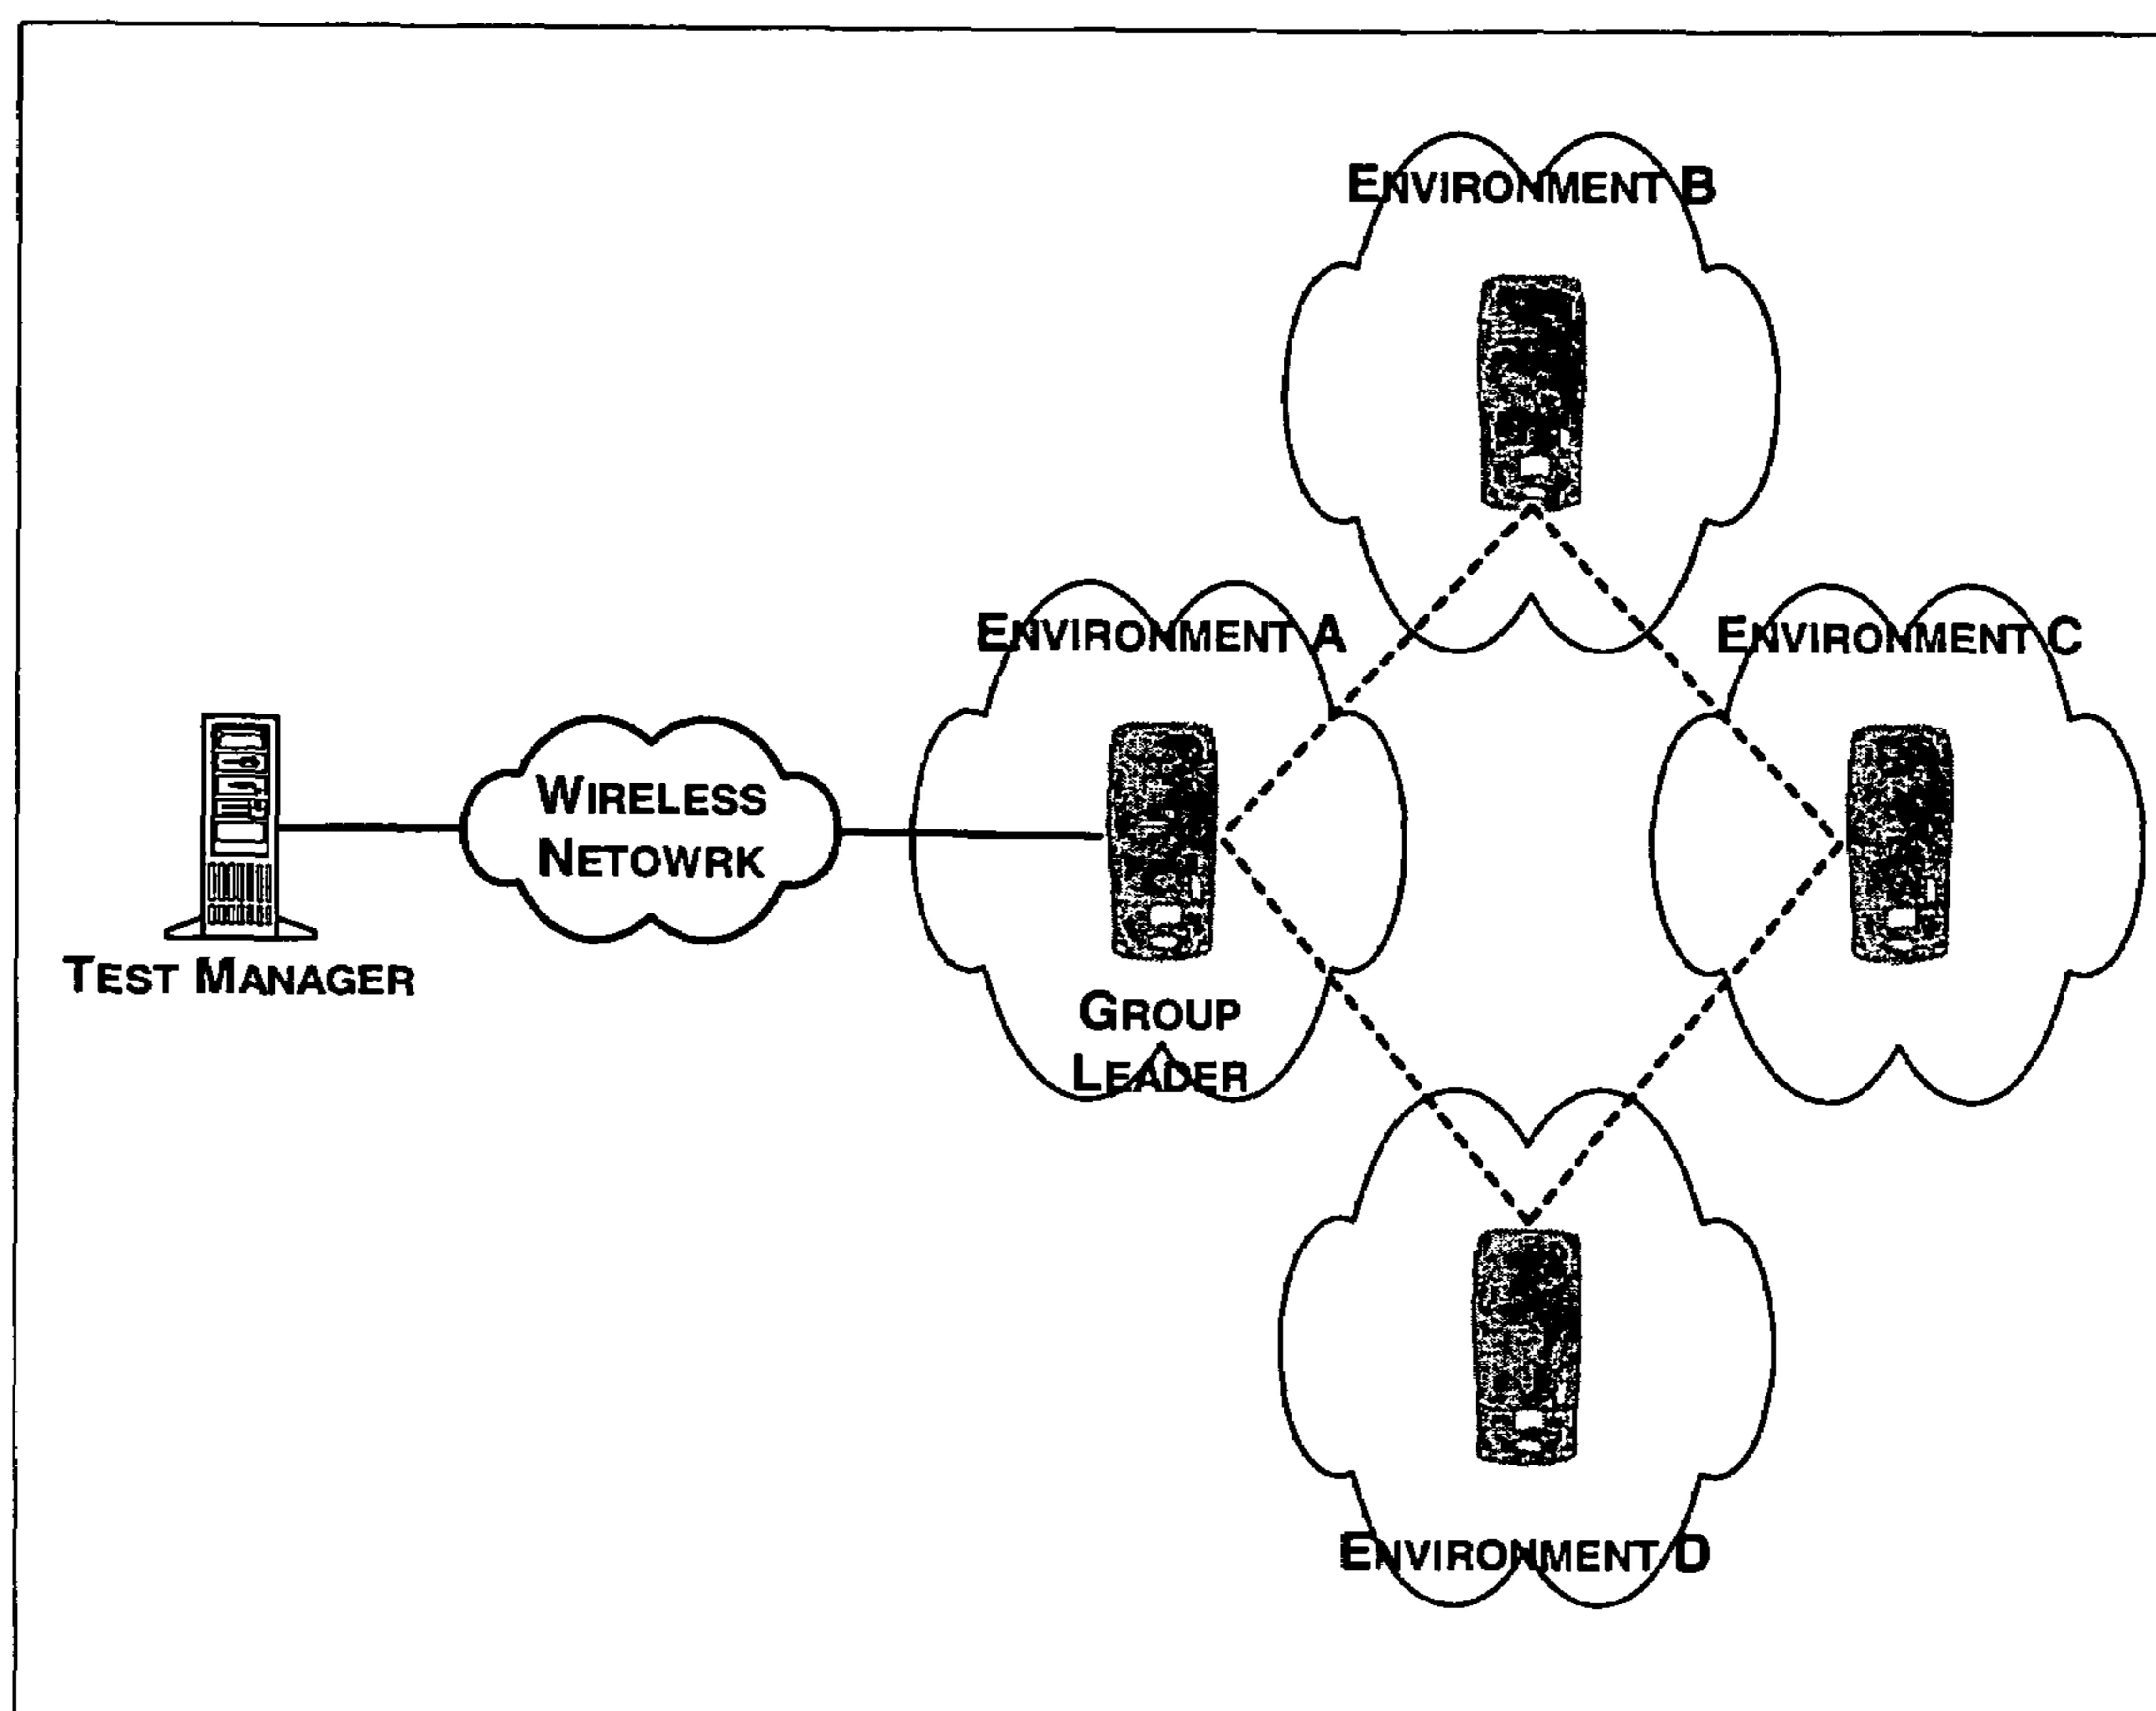 ENVIRONMENT B
ENVIRONMENT A
ENVIRONMENT C
WIRELESS
NETOWRK
TEST MANAGER
GROUP
LEADER
ENVIRONMENT D